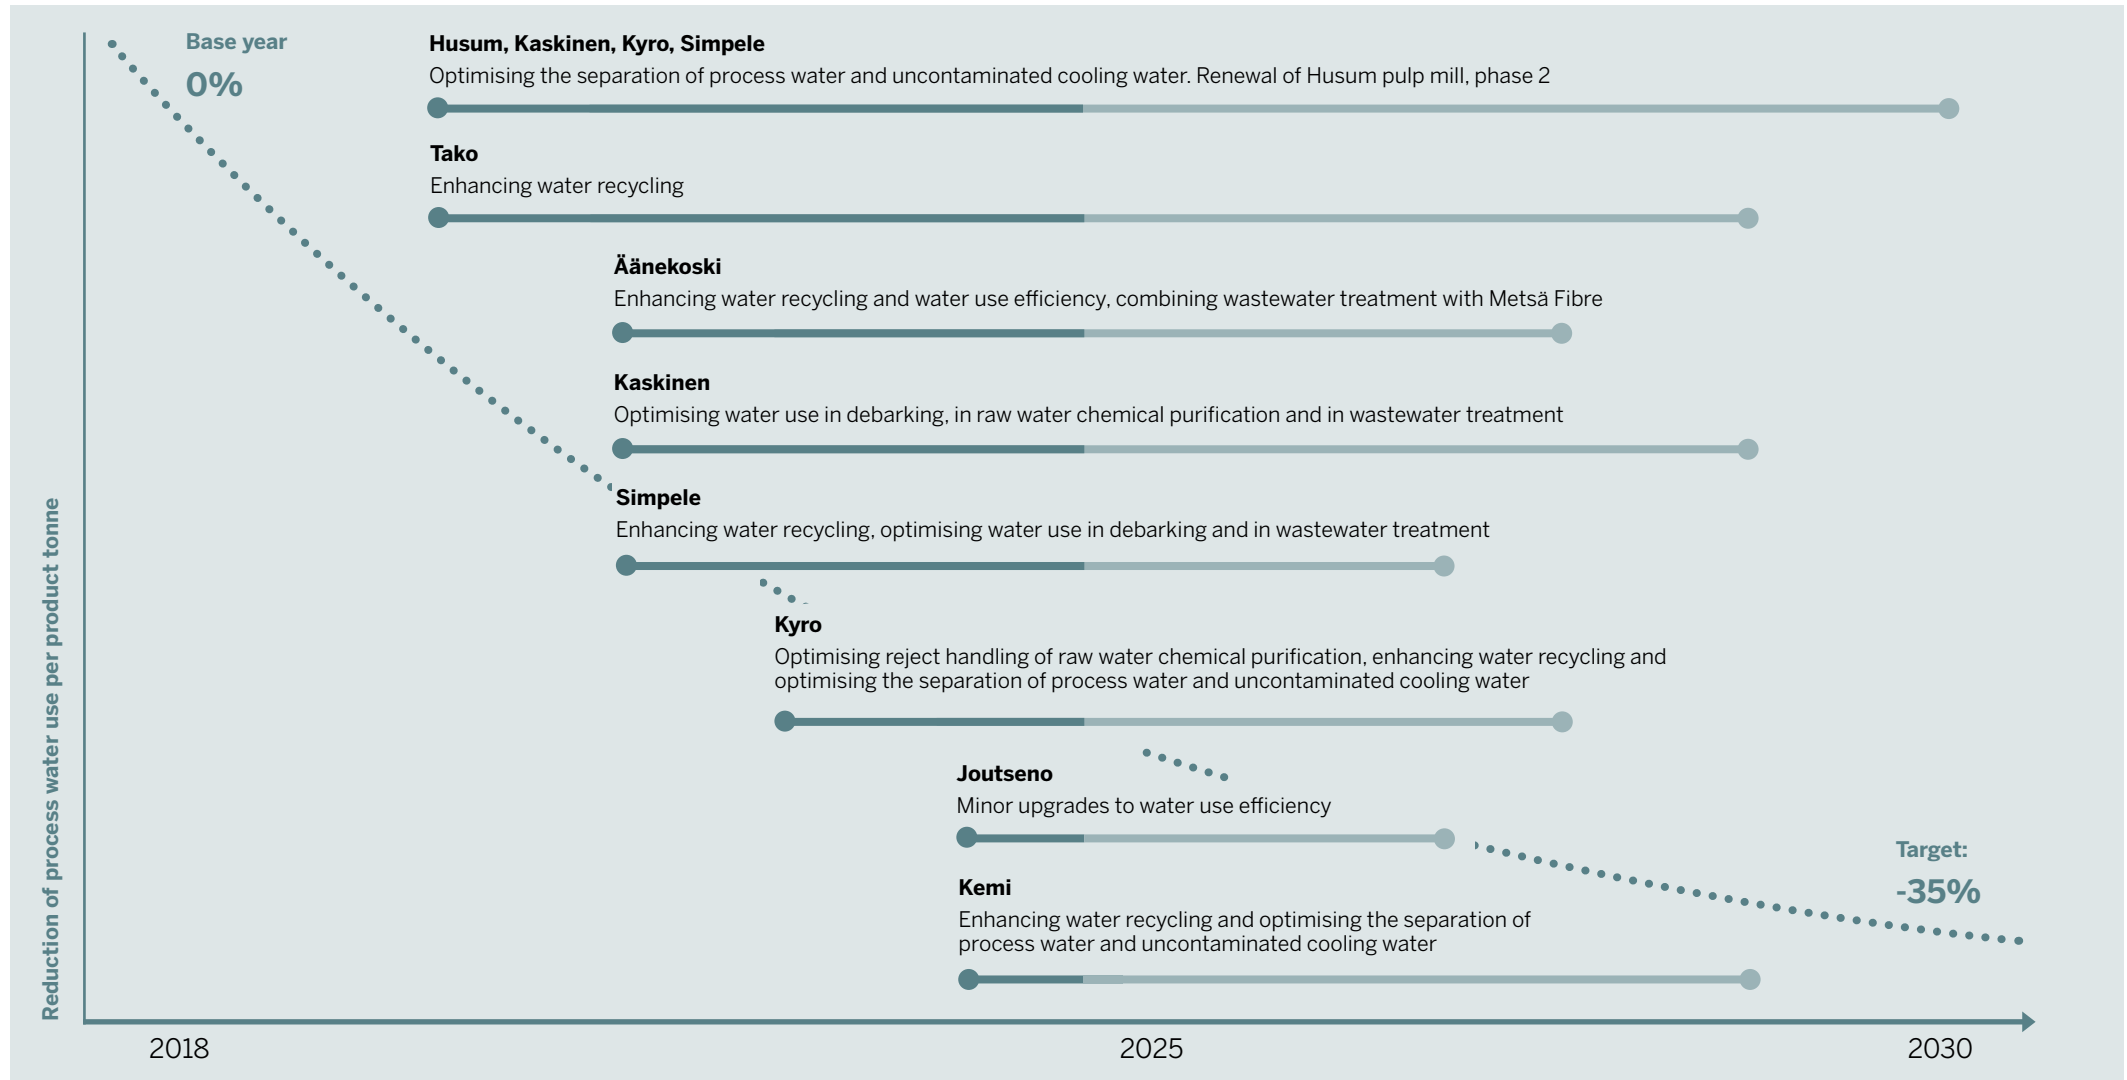 Base year
0%
Husum, Kaskinen, Kyro, Simpele
Optimising the separation of process water and uncontaminated cooling water. Renewal of Husum pulp mill, phase 2
Tako
Enhancing water recycling
Äänekoski
Enhancing water recycling and water use efficiency, combining wastewater treatment with Metsä Fibre
Kaskinen
Optimising water use in debarking, in raw water chemical purification and in wastewater treatment
Simpele
Enhancing water recycling, optimising water use in debarking and in wastewater treatment
Kyro
Optimising reject handling of raw water chemical purification, enhancing water recycling and
optimising the separation of process water and uncontaminated cooling water
Joutseno
Minor upgrades to water use efficiency
Kemi
Enhancing water recycling and optimising the separation of
process water and uncontaminated cooling water
Target:
-35%
Reduction of process water use per product tonne
2018
2025
2030